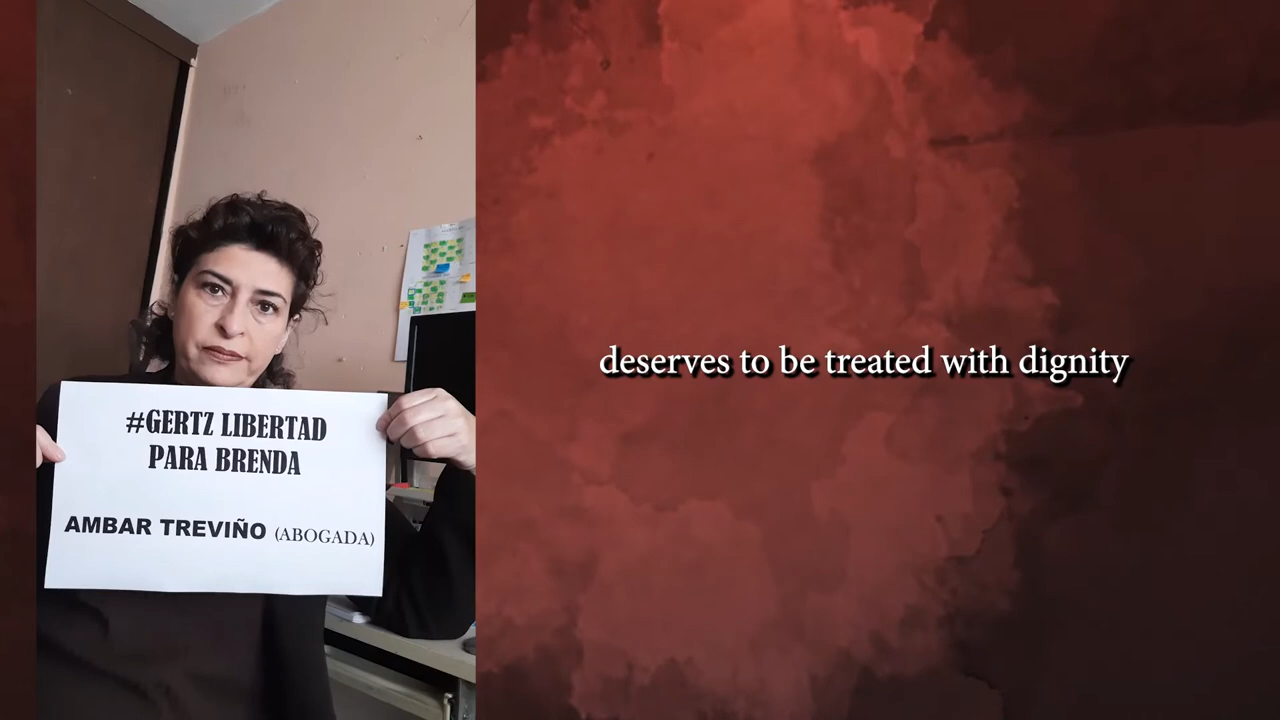 #GERTZ LIBERTAD
PARA BRENDA
AMBAR TREVIÑO (ABOGADA)
deserves to be treated with dignity